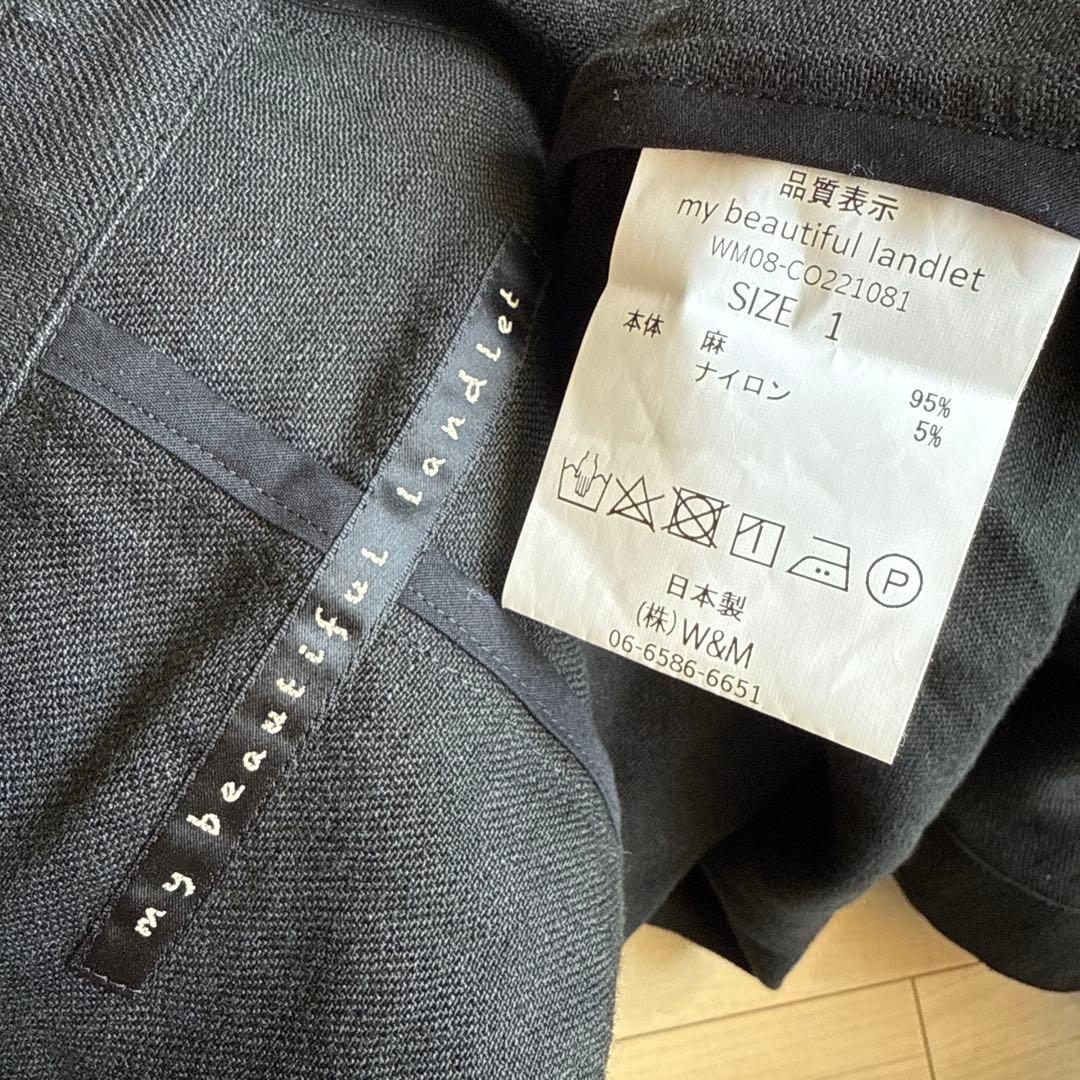 my beautiful landlet
品質表示
my beautiful landlet
WM08-CO221081
SIZE 1
本体 麻 95%
ナイロン 5%
P
日本製
(株)W&M
06-6586-6651